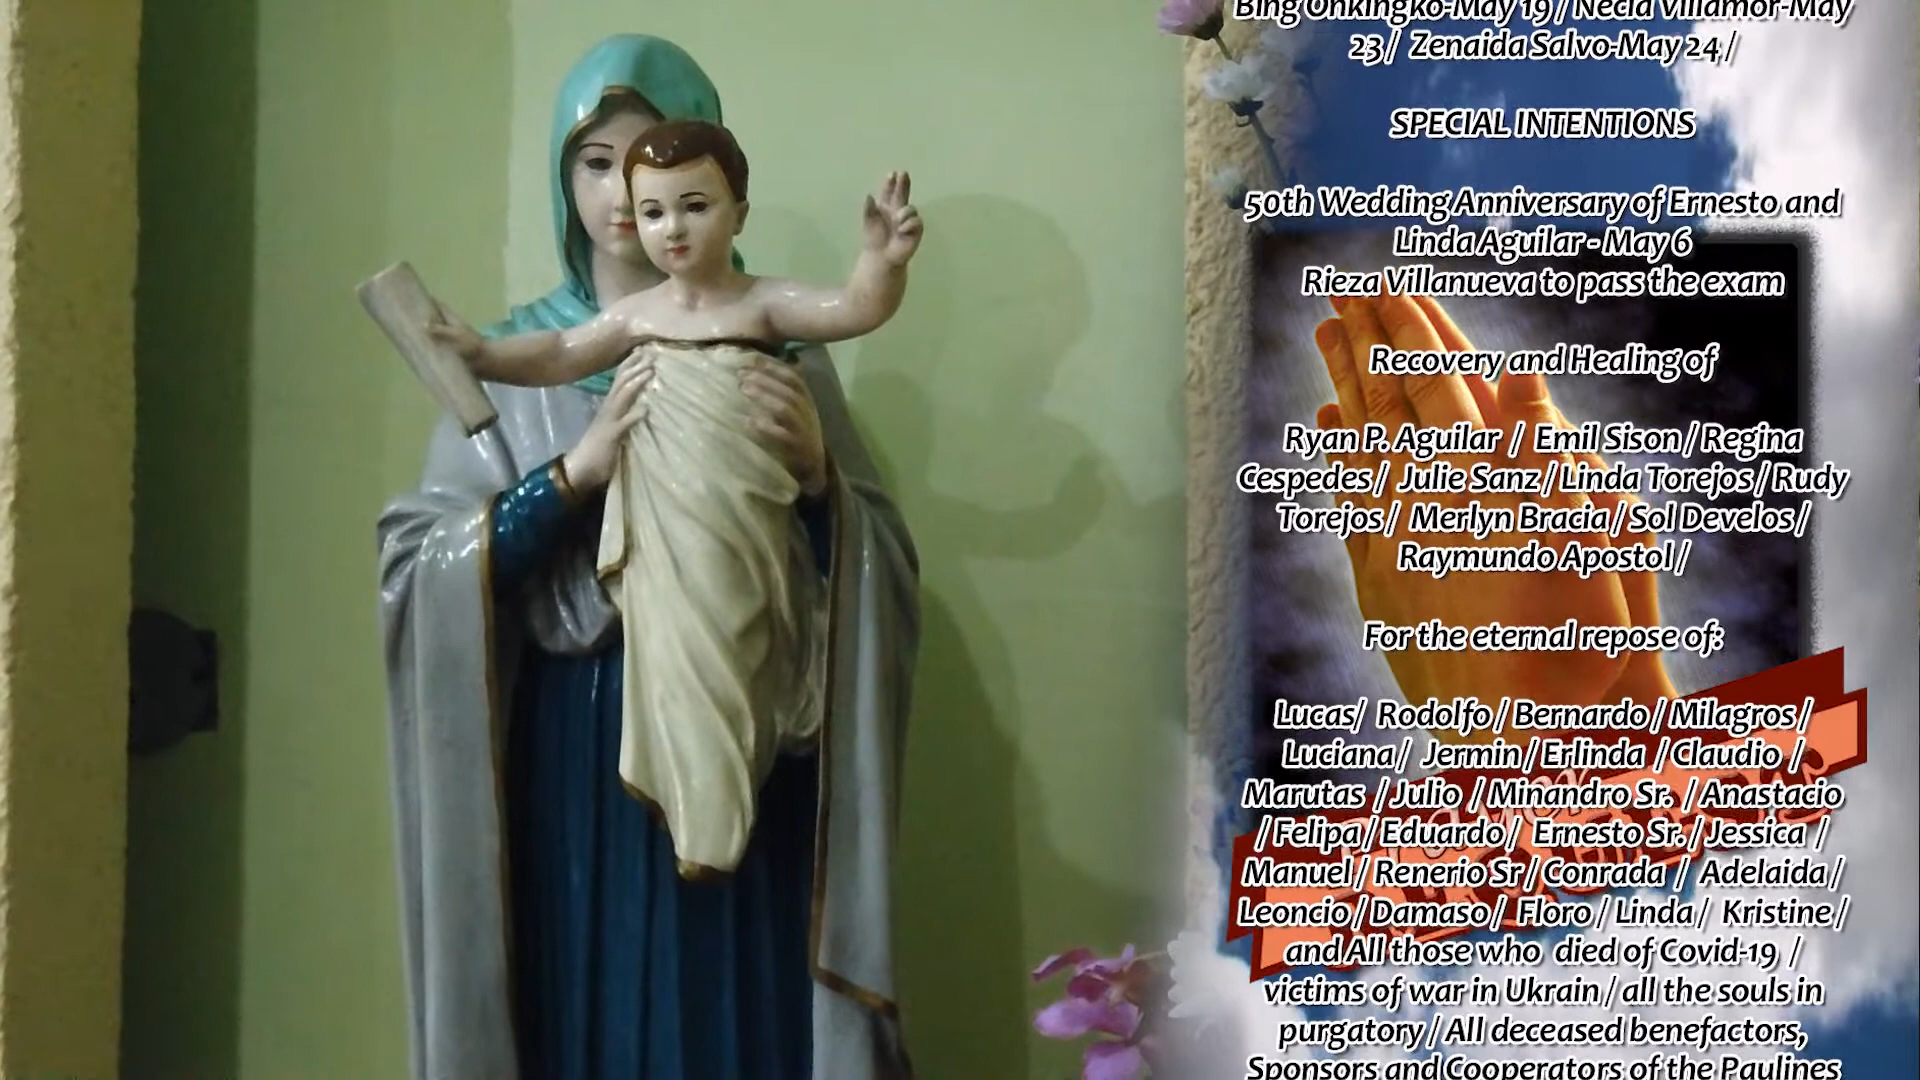 Bing Onkingko-May 19 / Necia Villamor-May
23 / Zenaida Salvo-May 24 /
SPECIAL INTENTIONS
50th Wedding Anniversary of Ernesto and
Linda Aguilar - May 6
Rieza Villanueva to pass the exam
Recovery and Healing of
Ryan P. Aguilar / Emil Sison / Regina
Cespedes / Julie Sanz / Linda Torejos / Rudy
Torejos / Merlyn Bracia / Sol Develos /
Raymundo Apostol /
For the eternal repose of:
Lucas/ Rodolfo / Bernardo / Milagros /
Luciana / Jermin / Erlinda / Claudio /
Marutas / Julio / Minandro Sr. / Anastacio
/ Felipa / Eduardo / Ernesto Sr. / Jessica /
Manuel / Renerio Sr / Conrada / Adelaida /
Leoncio / Damaso / Floro / Linda / Kristine /
and All those who died of Covid-19 /
victims of war in Ukrain / all the souls in
purgatory / All deceased benefactors,
Sponsors and Cooperators of the Paulines